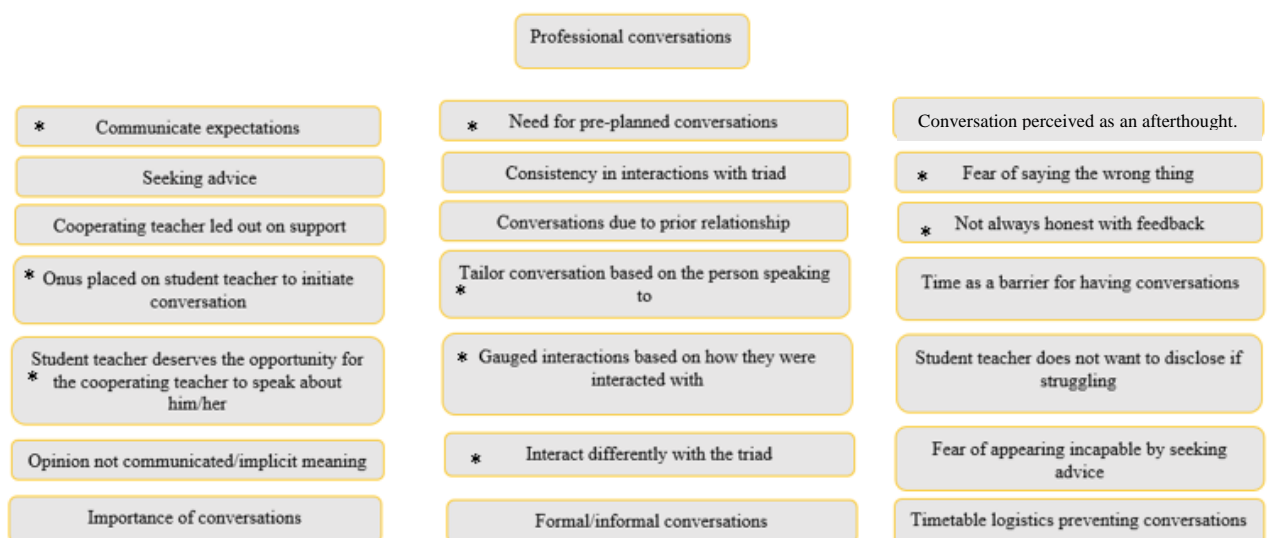 Professional conversations
* Communicate expectations
Seeking advice
Cooperating teacher led out on support
* Onus placed on student teacher to initiate
conversation
Student teacher deserves the opportunity for
* the cooperating teacher to speak about
him/her
Opinion not communicated/implicit meaning
Importance of conversations
* Need for pre-planned conversations
Consistency in interactions with triad
Conversations due to prior relationship
Tailor conversation based on the person speaking
* to
* Gauged interactions based on how they were
interacted with
* Interact differently with the triad
Formal/informal conversations
Conversation perceived as an afterthought.
* Fear of saying the wrong thing
* Not always honest with feedback
Time as a barrier for having conversations
Student teacher does not want to disclose if
struggling
Fear of appearing incapable by seeking
advice
Timetable logistics preventing conversations